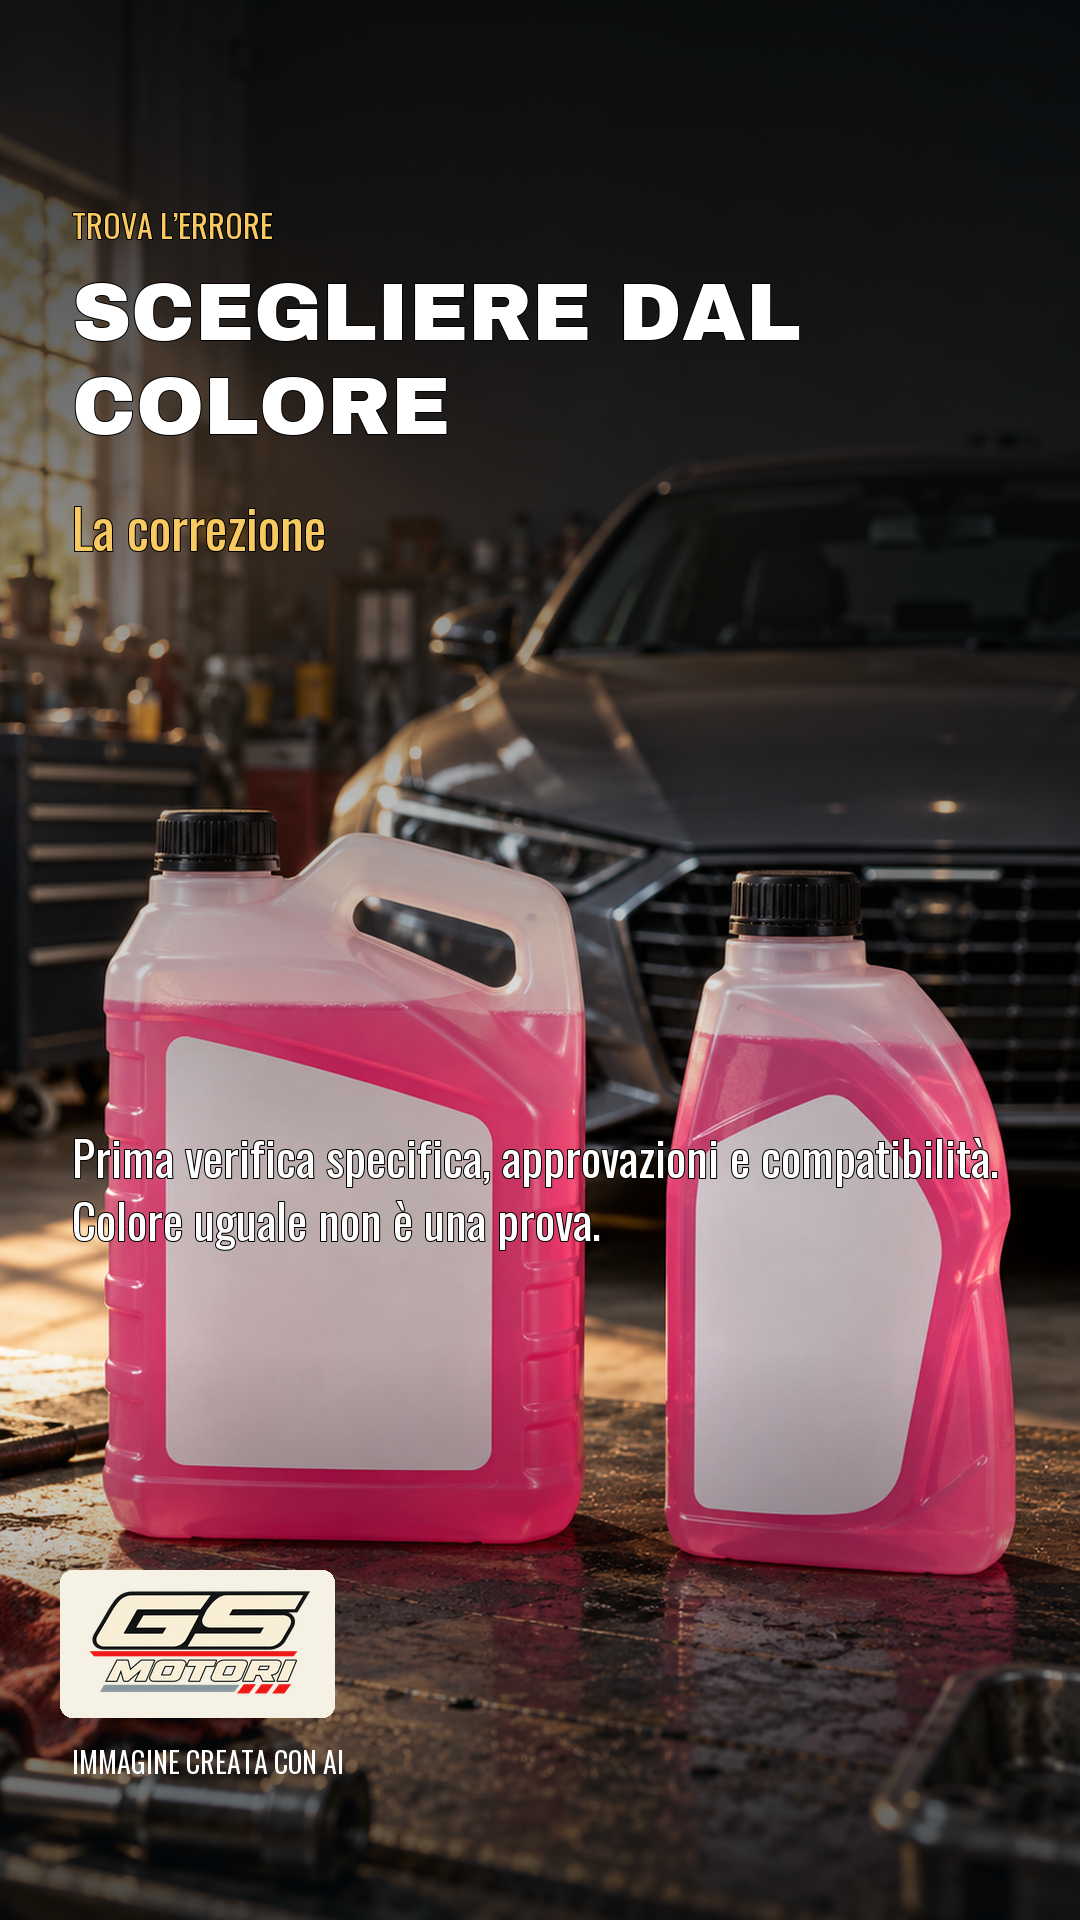 TROVA L’ERRORE
SCEGLIERE DAL
COLORE
La correzione
Prima verifica specifica, approvazioni e compatibilità.
Colore uguale non è una prova.
GS
MOTORI
IMMAGINE CREATA CON AI